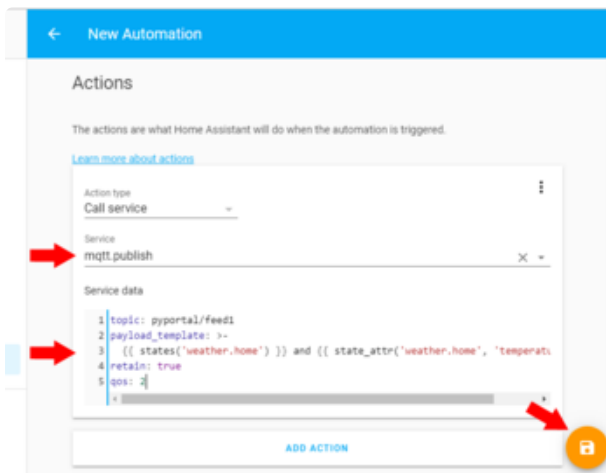 New Automation
Actions
The actions are what Home Assistant will do when the automation is triggered.
Learn more about actions
Action type
Call service
Service
mqtt.publish
Service data
1 topic: pyportal/feed1
2 payload_template: >-
3 {{ states('weather.home') }} and {{ state_attr('weather.home', 'temperatu
4 retain: true
5 qos: 2
ADD ACTION